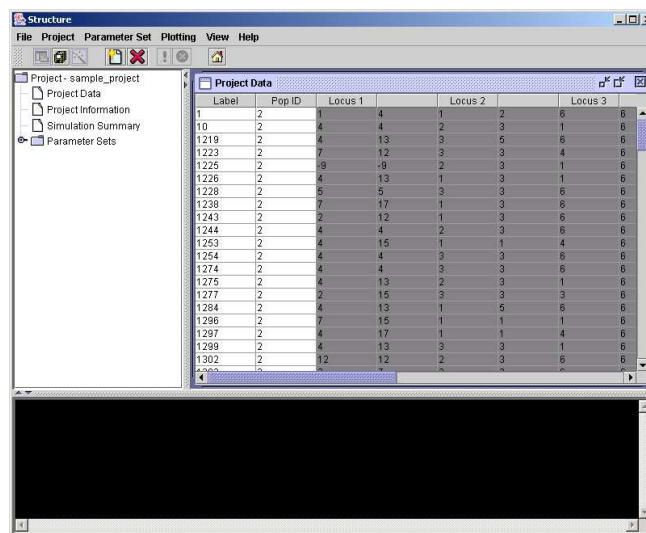 Structure
File Project Parameter Set Plotting View Help
Project - sample_project
Project Data
Project Information
Simulation Summary
Parameter Sets
Project Data
Label Pop ID Locus 1 Locus 2 Locus 3
1 2 1 4 1 2 6 6
10 2 4 4 2 3 1 6
1219 2 4 13 3 5 6 6
1223 2 7 12 3 3 4 6
1225 2 -9 -9 2 3 1 6
1226 2 4 13 1 3 1 6
1228 2 5 5 3 3 6 6
1238 2 7 17 1 3 6 6
1243 2 2 12 1 3 6 6
1244 2 4 4 2 3 6 6
1253 2 4 15 1 1 4 6
1254 2 4 4 3 3 6 6
1274 2 4 4 3 3 6 6
1275 2 4 13 2 3 1 6
1277 2 2 15 3 3 3 6
1284 2 4 13 1 5 6 6
1296 2 7 15 1 1 1 6
1297 2 4 17 1 1 4 6
1299 2 4 13 3 3 1 6
1302 2 12 12 2 3 6 6